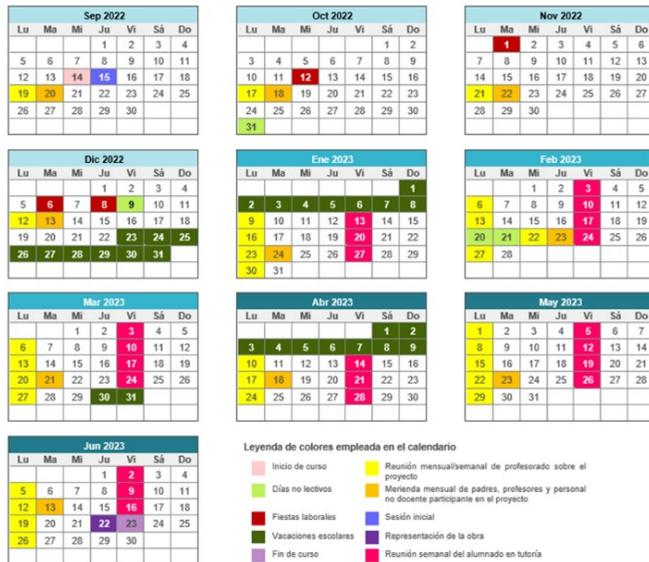 Sep 2022
Lu Ma Mi Ju Vi Sá Do
1 2 3 4
5 6 7 8 9 10 11
12 13 14 15 16 17 18
19 20 21 22 23 24 25
26 27 28 29 30
Oct 2022
Lu Ma Mi Ju Vi Sá Do
1 2
3 4 5 6 7 8 9
10 11 12 13 14 15 16
17 18 19 20 21 22 23
24 25 26 27 28 29 30
31
Nov 2022
Lu Ma Mi Ju Vi Sá Do
1 2 3 4 5 6
7 8 9 10 11 12 13
14 15 16 17 18 19 20
21 22 23 24 25 26 27
28 29 30
Dic 2022
Lu Ma Mi Ju Vi Sá Do
1 2 3 4
5 6 7 8 9 10 11
12 13 14 15 16 17 18
19 20 21 22 23 24 25
26 27 28 29 30 31
Ene 2023
Lu Ma Mi Ju Vi Sá Do
1
2 3 4 5 6 7 8
9 10 11 12 13 14 15
16 17 18 19 20 21 22
23 24 25 26 27 28 29
30 31
Feb 2023
Lu Ma Mi Ju Vi Sá Do
1 2 3 4 5
6 7 8 9 10 11 12
13 14 15 16 17 18 19
20 21 22 23 24 25 26
27 28
Mar 2023
Lu Ma Mi Ju Vi Sá Do
1 2 3 4 5
6 7 8 9 10 11 12
13 14 15 16 17 18 19
20 21 22 23 24 25 26
27 28 29 30 31
Abr 2023
Lu Ma Mi Ju Vi Sá Do
1 2
3 4 5 6 7 8 9
10 11 12 13 14 15 16
17 18 19 20 21 22 23
24 25 26 27 28 29 30
May 2023
Lu Ma Mi Ju Vi Sá Do
1 2 3 4 5 6 7
8 9 10 11 12 13 14
15 16 17 18 19 20 21
22 23 24 25 26 27 28
29 30 31
Jun 2023
Lu Ma Mi Ju Vi Sá Do
1 2 3 4
5 6 7 8 9 10 11
12 13 14 15 16 17 18
19 20 21 22 23 24 25
26 27 28 29 30
Leyenda de colores empleada en el calendario
Inicio de curso
Días no lectivos
Fiestas laborales
Vacaciones escolares
Fin de curso
Reunión mensual/semanal de profesorado sobre el
proyecto
Merienda mensual de padres, profesores y personal
no docente participante en el proyecto
Sesión inicial
Representación de la obra
Reunión semanal del alumnado en tutoría